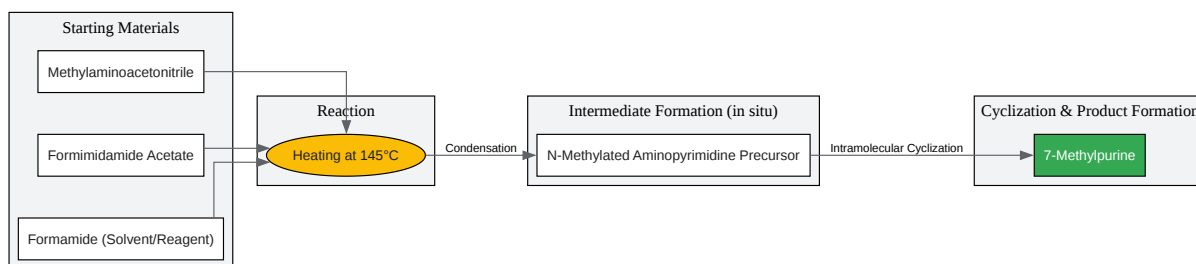 Starting Materials
Methylaminoacetonitrile
Formimidamide Acetate
Formamide (Solvent/Reagent)
Reaction
Heating at 145°C
Condensation
Intermediate Formation (in situ)
N-Methylated Aminopyrimidine Precursor
Intramolecular Cyclization
Cyclization & Product Formation
7-Methylpurine